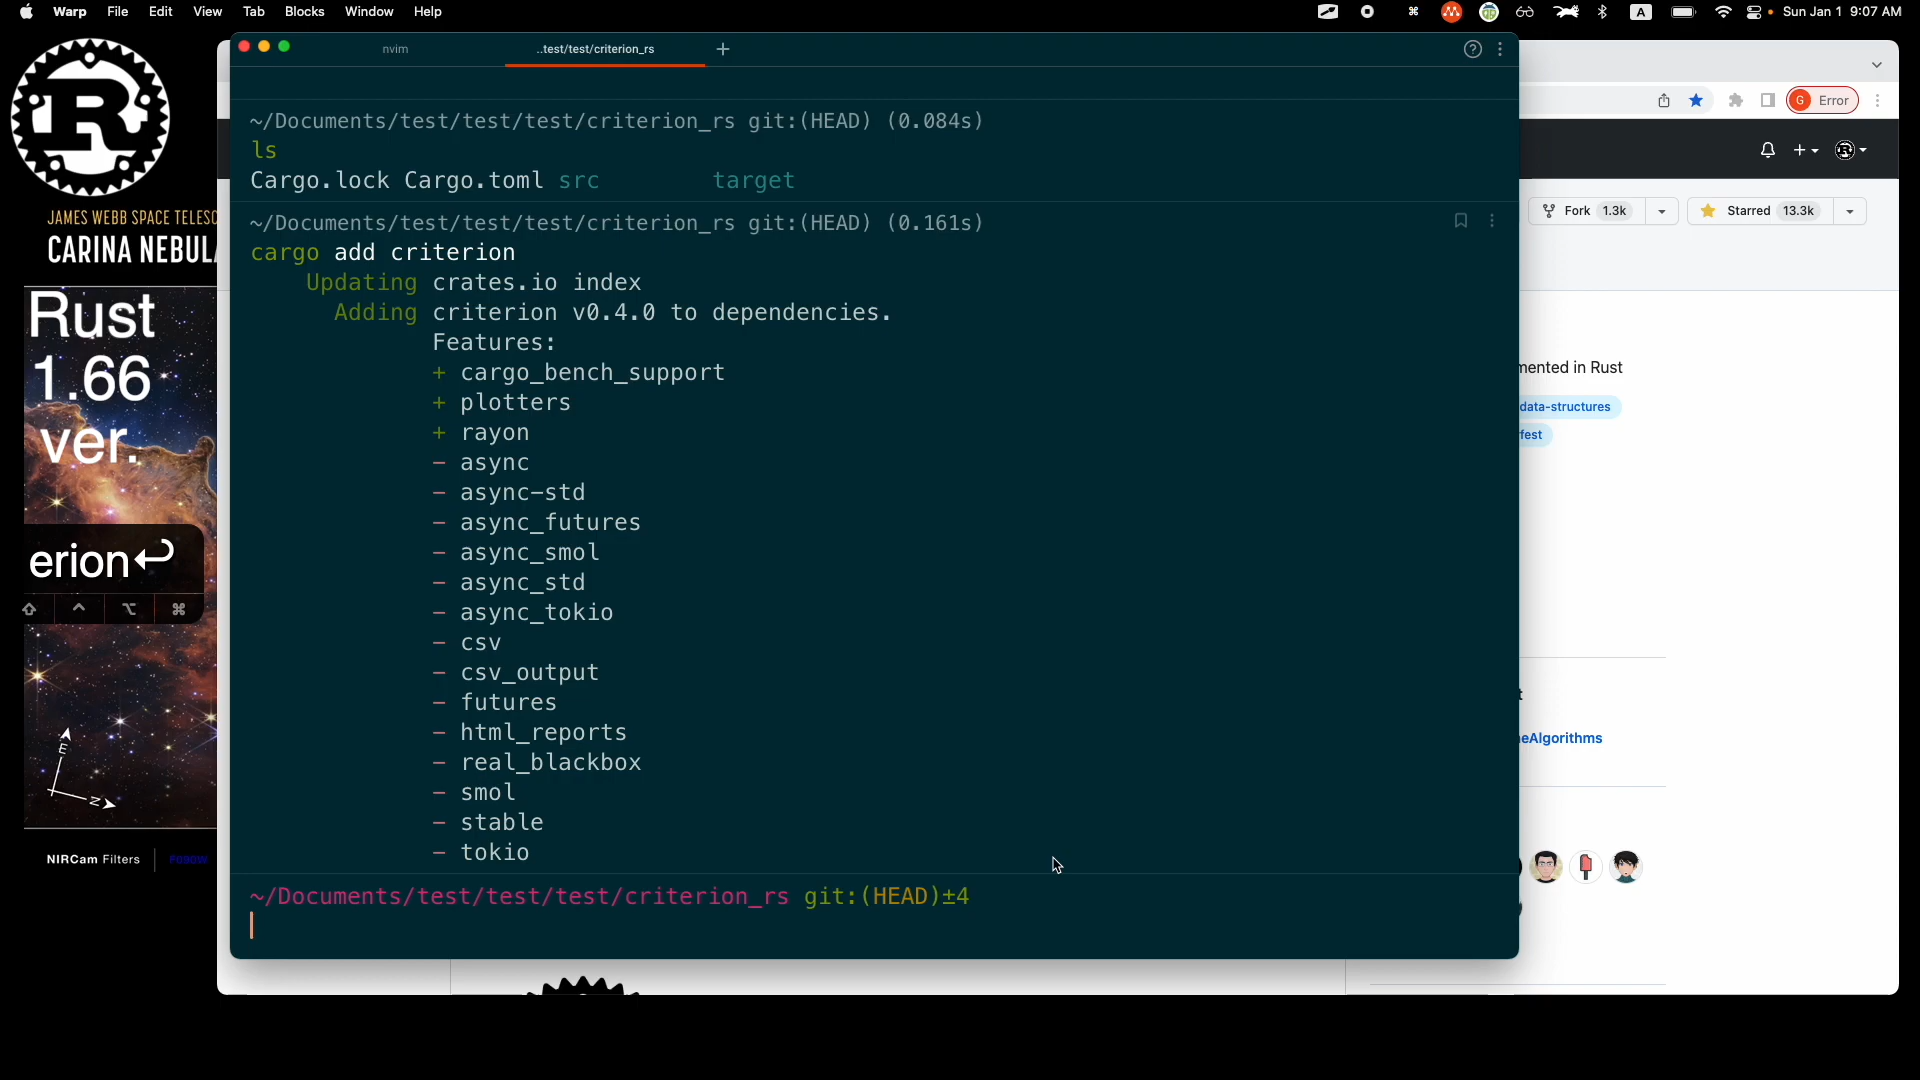 Warp File Edit View Tab Blocks Window Help
A
Sun Jan 1 9:07 AM
nvim
..test/test/criterion_rs
+
G Error
R
JAMES WEBB SPACE TELESC
CARINA NEBUL
Rust
1.66
ver.
erion↩
NIRCam Filters
~/Documents/test/test/test/criterion_rs git:(HEAD) (0.084s)
ls
Cargo.lock Cargo.toml src target
~/Documents/test/test/test/criterion_rs git:(HEAD) (0.161s)
cargo add criterion
Updating crates.io index
Adding criterion v0.4.0 to dependencies.
Features:
+ cargo_bench_support
+ plotters
+ rayon
- async
- async-std
- async_futures
- async_smol
- async_std
- async_tokio
- csv
- csv_output
- futures
- html_reports
- real_blackbox
- smol
- stable
- tokio
~/Documents/test/test/test/criterion_rs git:(HEAD)±4
Fork 1.3k
Starred 13.3k
mented in Rust
data-structures
fest
t
eAlgorithms
E
N